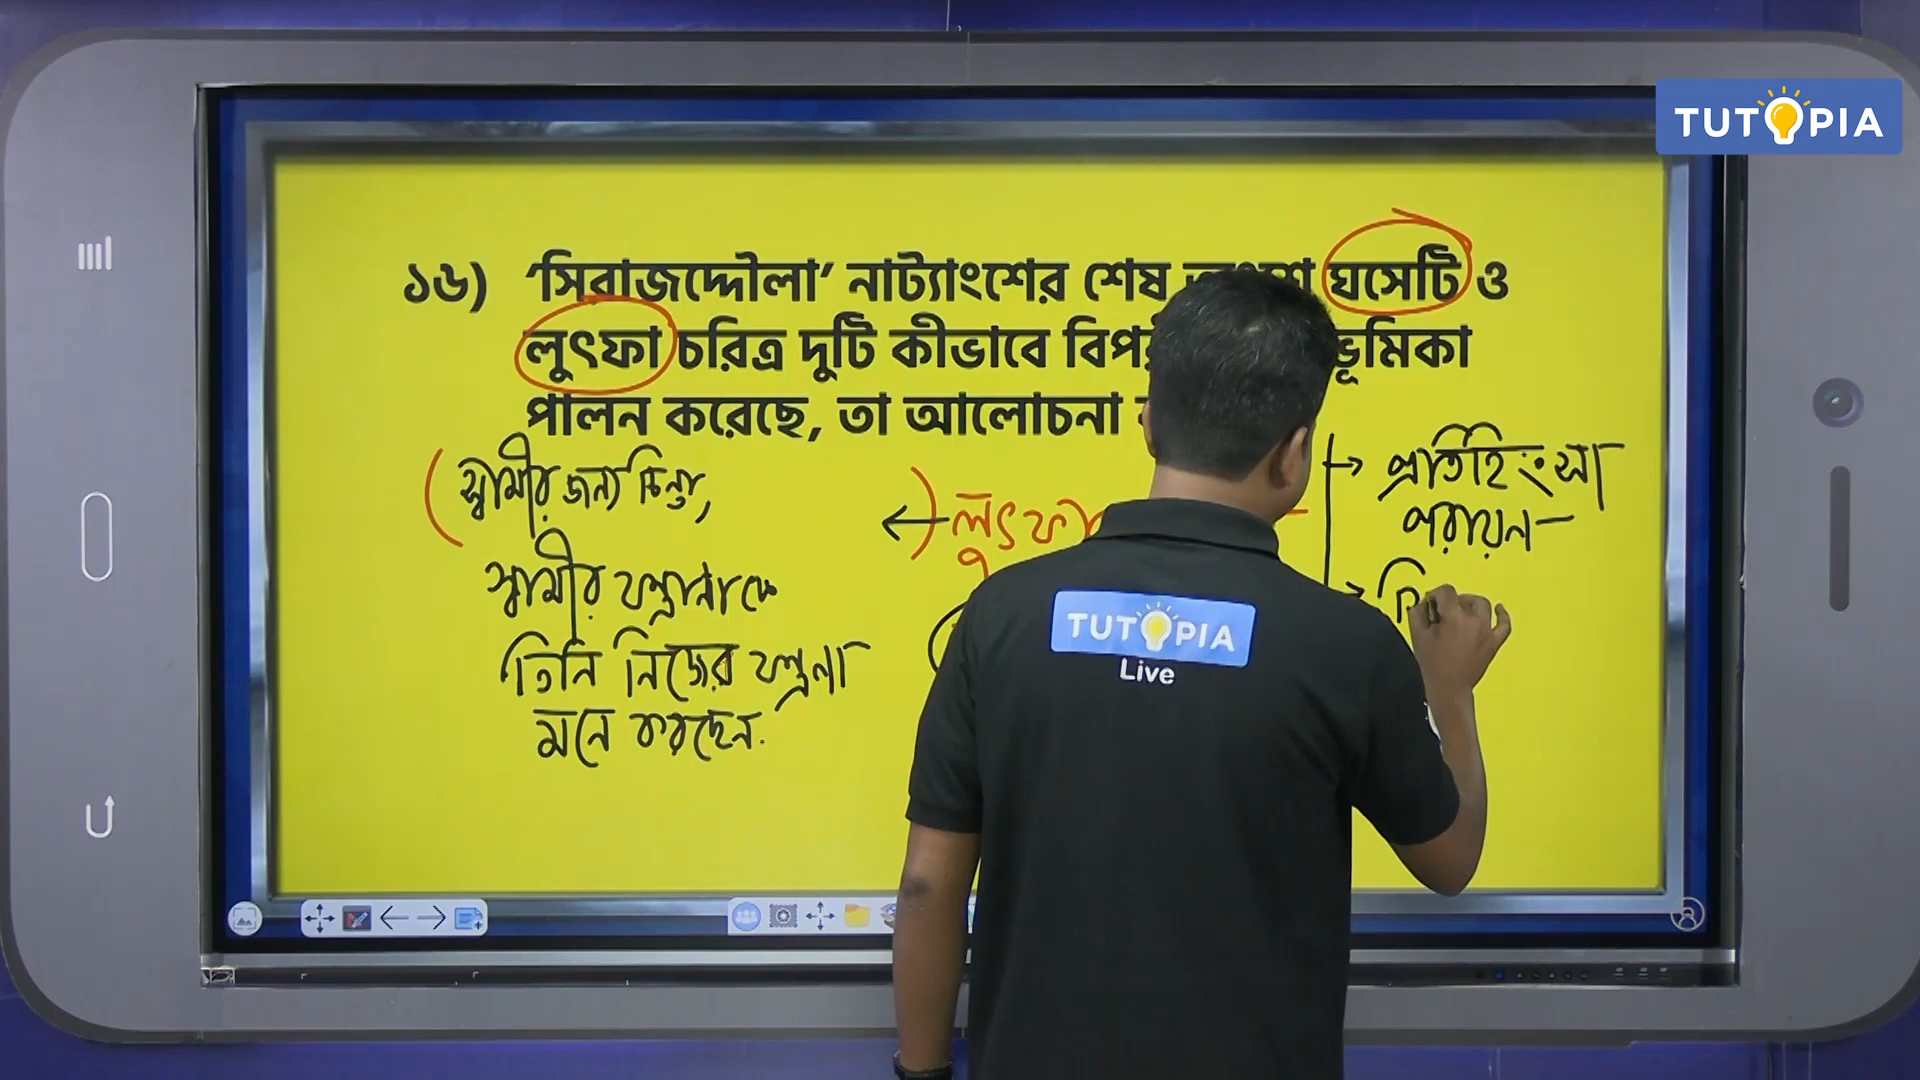 TUTOPIA
১৬) ‘সিরাজদ্দৌলা’ নাট্যাংশের শেষ ঘসেটি ও
লুৎফা চরিত্র দুটি কীভাবে ভূমিকা
পালন করেছে, তা আলোচনা
স্বামীর জন্য চিন্তা,
স্বামীর যন্ত্রণাকে
তিনি নিজের যন্ত্রণা
মনে করছেন.
লুৎফা
প্রতিহিংসা
পরায়ণ—
TUTOPIA
Live